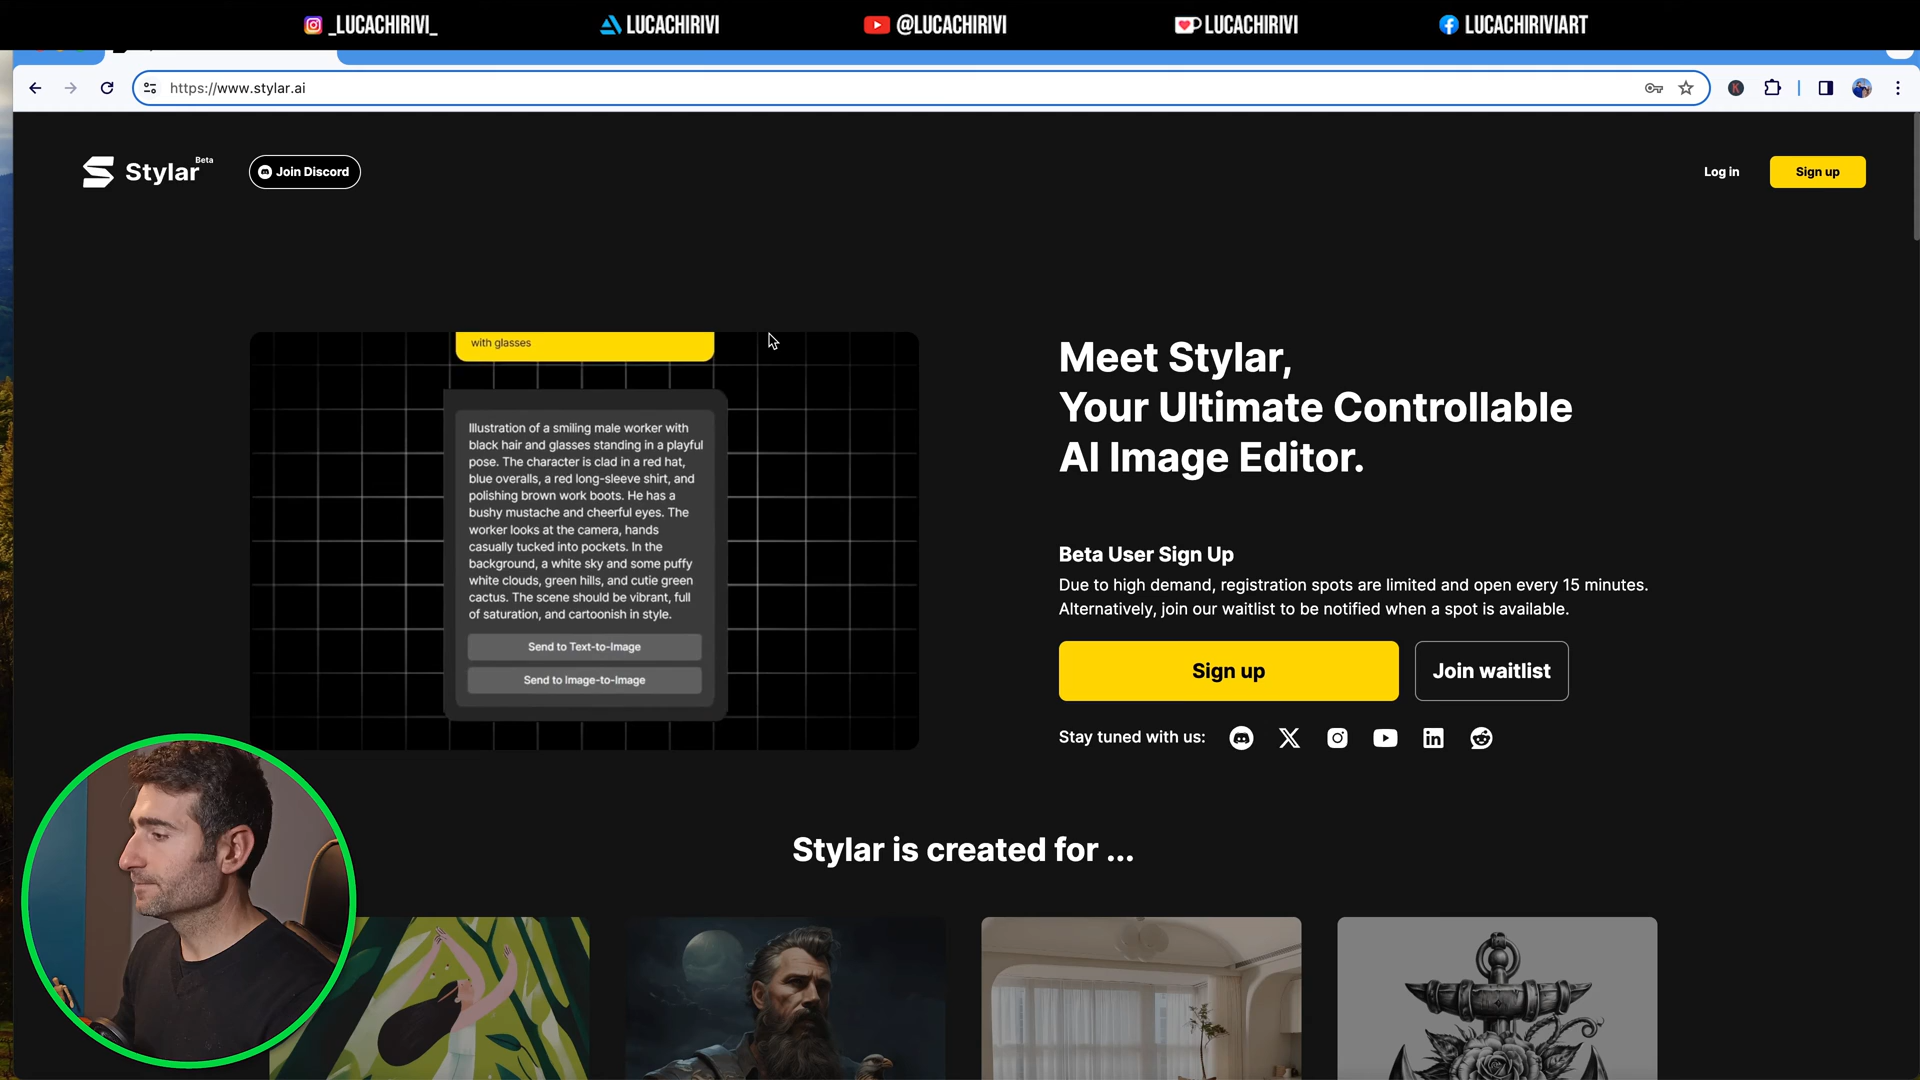 _LUCACHIRIVI_
LUCACHIRIVI
@LUCACHIRIVI
LUCACHIRIVI
LUCACHIRIVIART
https://www.stylar.ai
K
Stylar Beta
Join Discord
Log in
Sign up
with glasses
Illustration of a smiling male worker with
black hair and glasses standing in a playful
pose. The character is clad in a red hat,
blue overalls, a red long-sleeve shirt, and
polishing brown work boots. He has a
bushy mustache and cheerful eyes. The
worker looks at the camera, hands
casually tucked into pockets. In the
background, a white sky and some puffy
white clouds, green hills, and cutie green
cactus. The scene should be vibrant, full
of saturation, and cartoonish in style.
Send to Text-to-Image
Send to Image-to-Image
Meet Stylar,
Your Ultimate Controllable
AI Image Editor.
Beta User Sign Up
Due to high demand, registration spots are limited and open every 15 minutes.
Alternatively, join our waitlist to be notified when a spot is available.
Sign up
Join waitlist
Stay tuned with us:
Stylar is created for ...